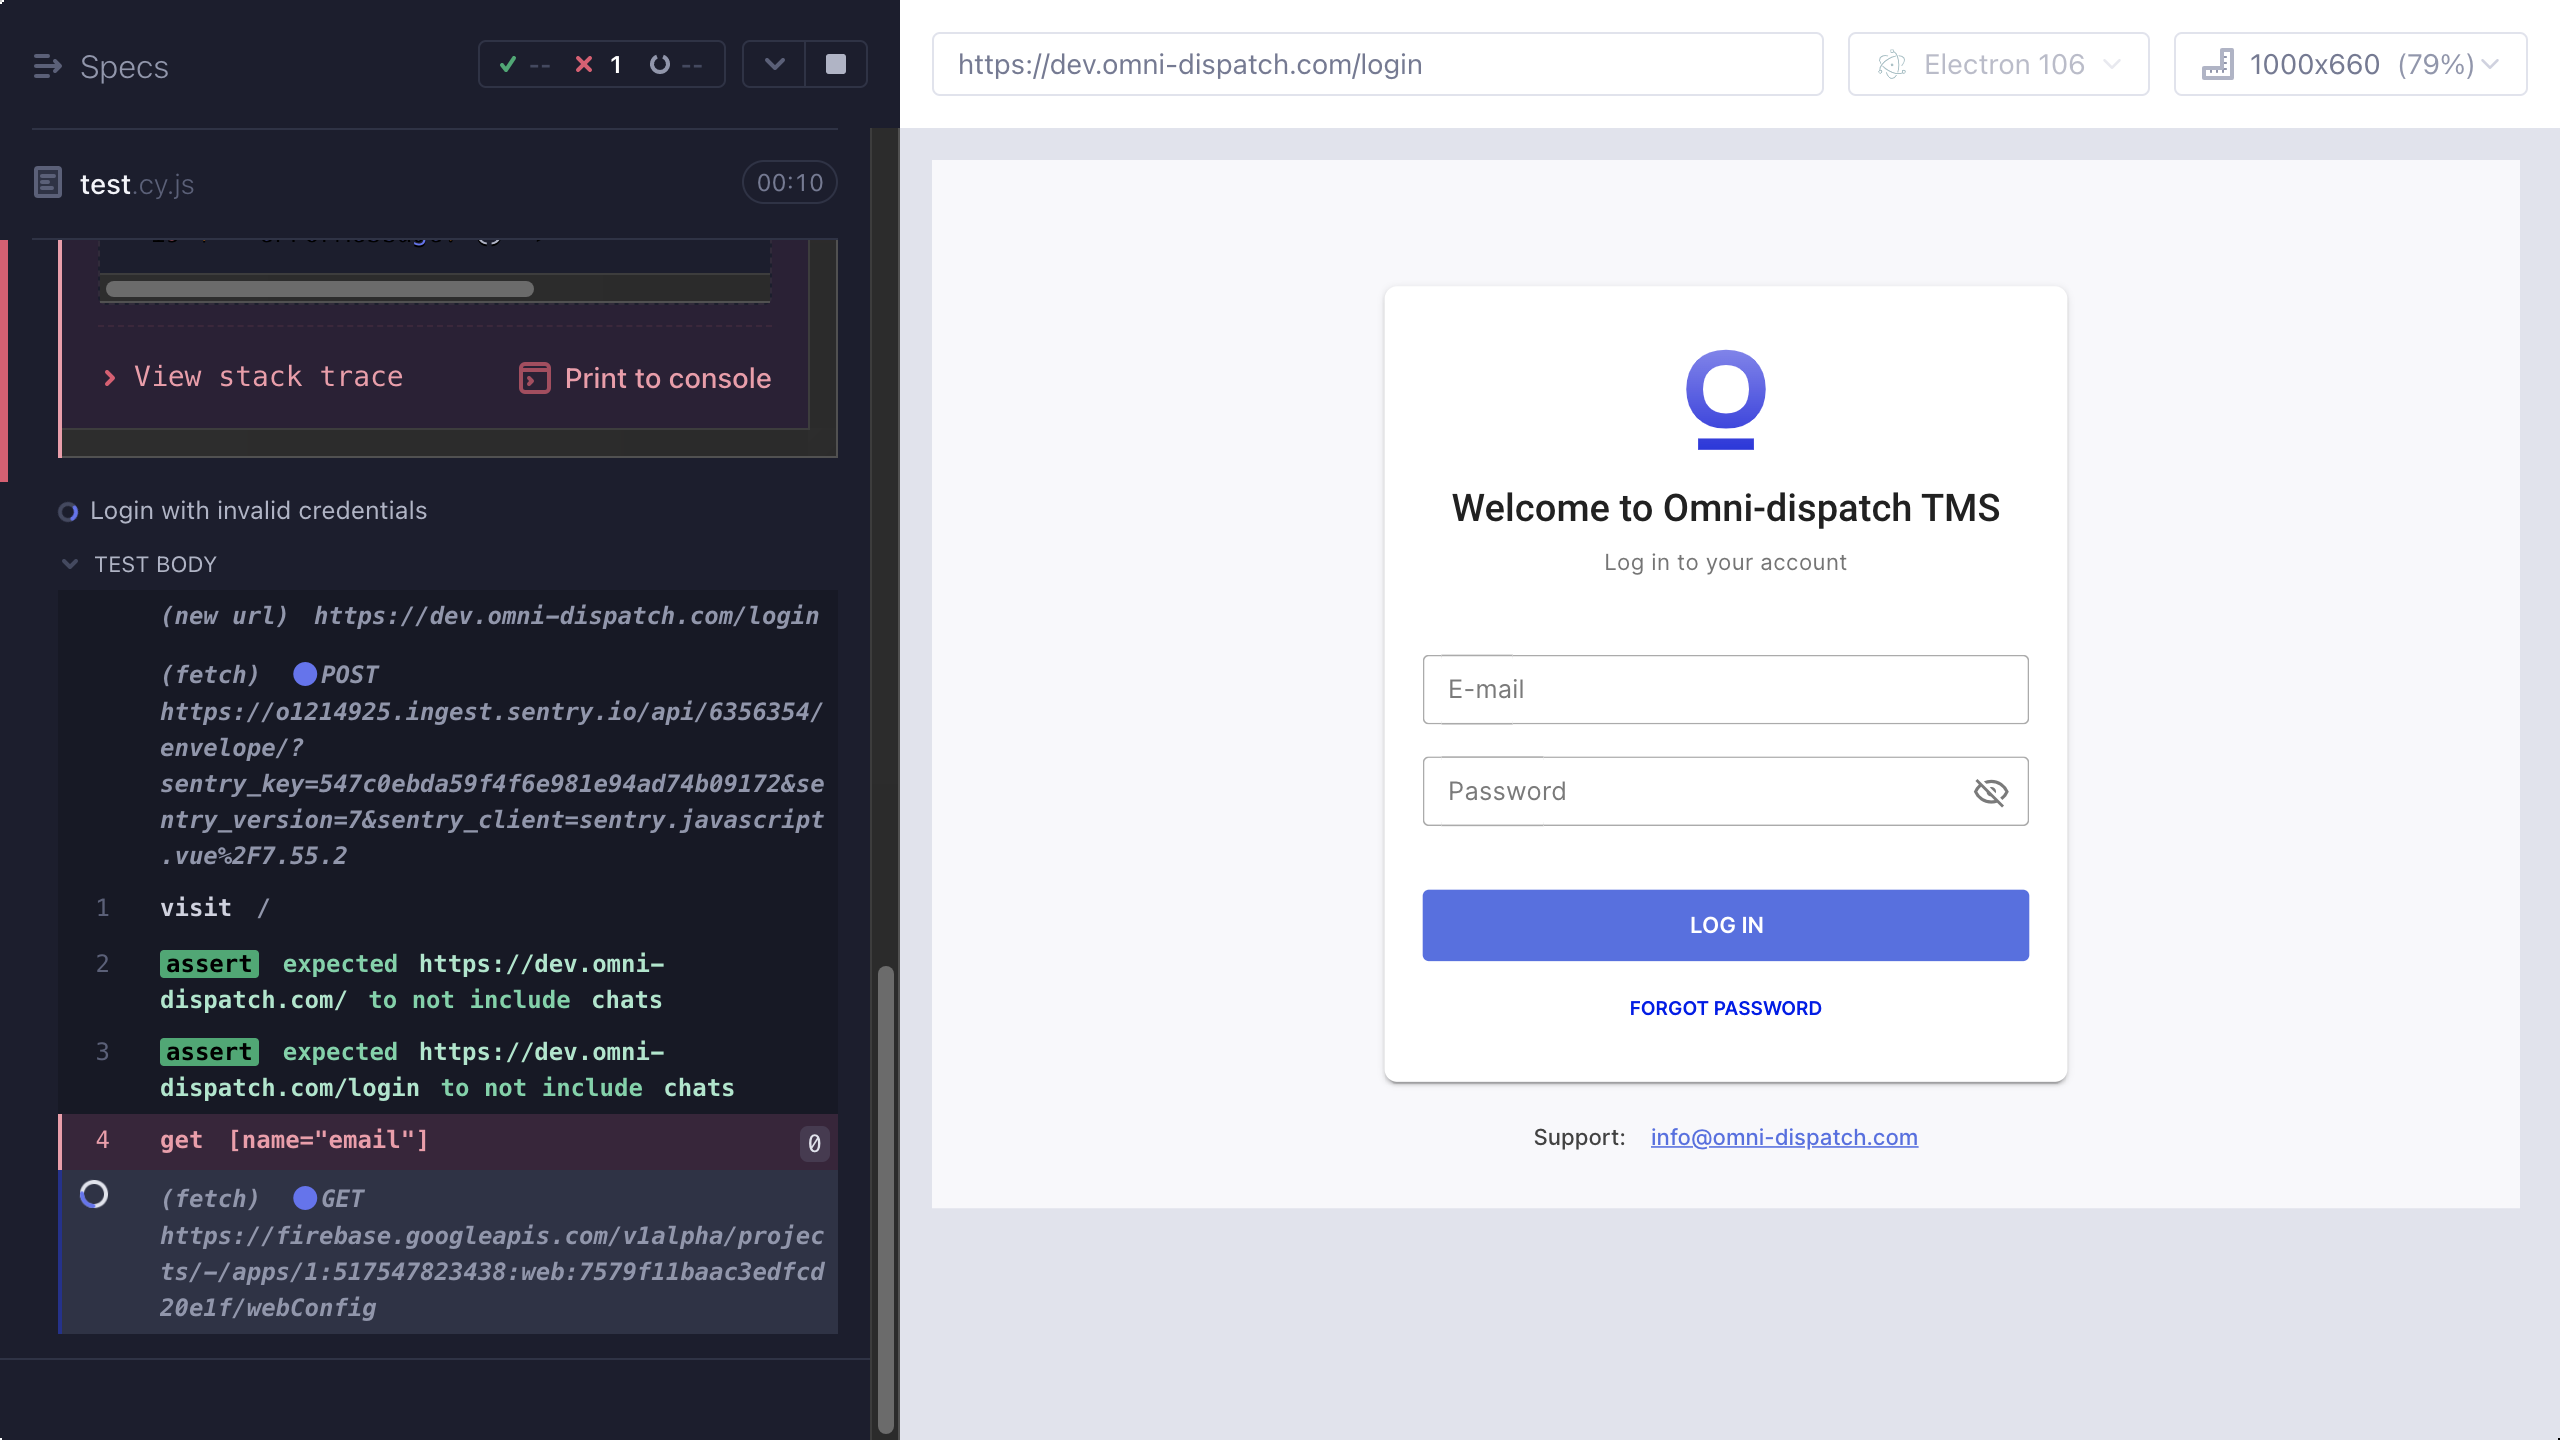 Specs
-- 1 --
test.cy.js
00:10
View stack trace
Print to console
Login with invalid credentials
TEST BODY
(new url) https://dev.omni-dispatch.com/login
(fetch) POST
https://o1214925.ingest.sentry.io/api/6356354/
envelope/?
sentry_key=547c0ebda59f4f6e981e94ad74b09172&se
ntry_version=7&sentry_client=sentry.javascript
.vue%2F7.55.2
1 visit /
2 assert expected https://dev.omni-
dispatch.com/ to not include chats
3 assert expected https://dev.omni-
dispatch.com/login to not include chats
4 get [name="email"] 0
(fetch) GET
https://firebase.googleapis.com/v1alpha/projec
ts/-/apps/1:517547823438:web:7579f11baac3edfcd
20e1f/webConfig
https://dev.omni-dispatch.com/login
Electron 106
1000x660 (79%)
Welcome to Omni-dispatch TMS
Log in to your account
E-mail
Password
LOG IN
FORGOT PASSWORD
Support: info@omni-dispatch.com